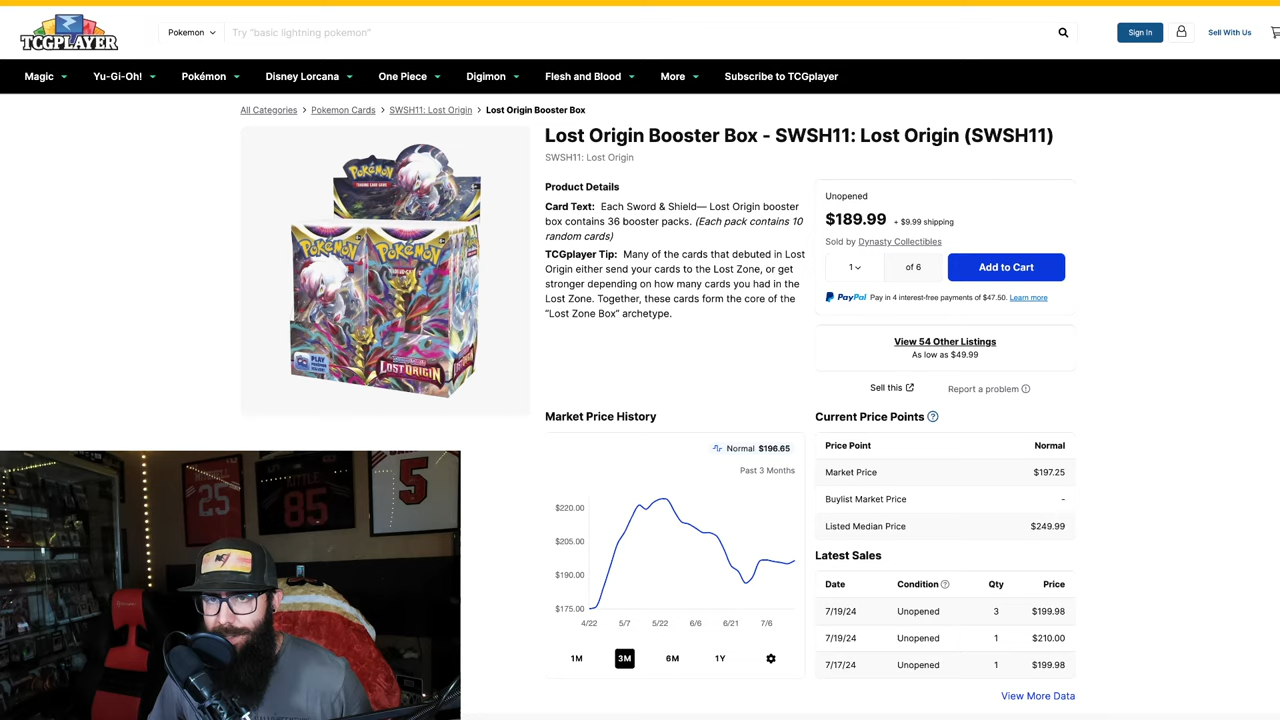 TCGPLAYER
Pokemon
Try "basic lightning pokemon"
Sign In
Sell With Us
Magic
Yu-Gi-Oh!
Pokémon
Disney Lorcana
One Piece
Digimon
Flesh and Blood
More
Subscribe to TCGplayer
All Categories > Pokemon Cards > SWSH11: Lost Origin > Lost Origin Booster Box
Lost Origin Booster Box - SWSH11: Lost Origin (SWSH11)
SWSH11: Lost Origin
Pokémon
Pokémon
Pokémon
PLAY
LOST ORIGIN
Product Details
Card Text: Each Sword & Shield— Lost Origin booster
box contains 36 booster packs. (Each pack contains 10
random cards)
TCGplayer Tip: Many of the cards that debuted in Lost
Origin either send your cards to the Lost Zone, or get
stronger depending on how many cards you had in the
Lost Zone. Together, these cards form the core of the
"Lost Zone Box" archetype.
Unopened
$189.99 + $9.99 shipping
Sold by Dynasty Collectibles
1 of 6
Add to Cart
PayPal Pay in 4 interest-free payments of $47.50. Learn more
View 54 Other Listings
As low as $49.99
Sell this
Report a problem
Market Price History
Normal $196.65
Past 3 Months
$220.00
$205.00
$190.00
$175.00
4/22 5/7 5/22 6/6 6/21 7/6
1M 3M 6M 1Y
Current Price Points
Price Point Normal
Market Price $197.25
Buylist Market Price -
Listed Median Price $249.99
Latest Sales
Date Condition Qty Price
7/19/24 Unopened 3 $199.98
7/19/24 Unopened 1 $210.00
7/17/24 Unopened 1 $199.98
View More Data
25
KITTLE
85
5